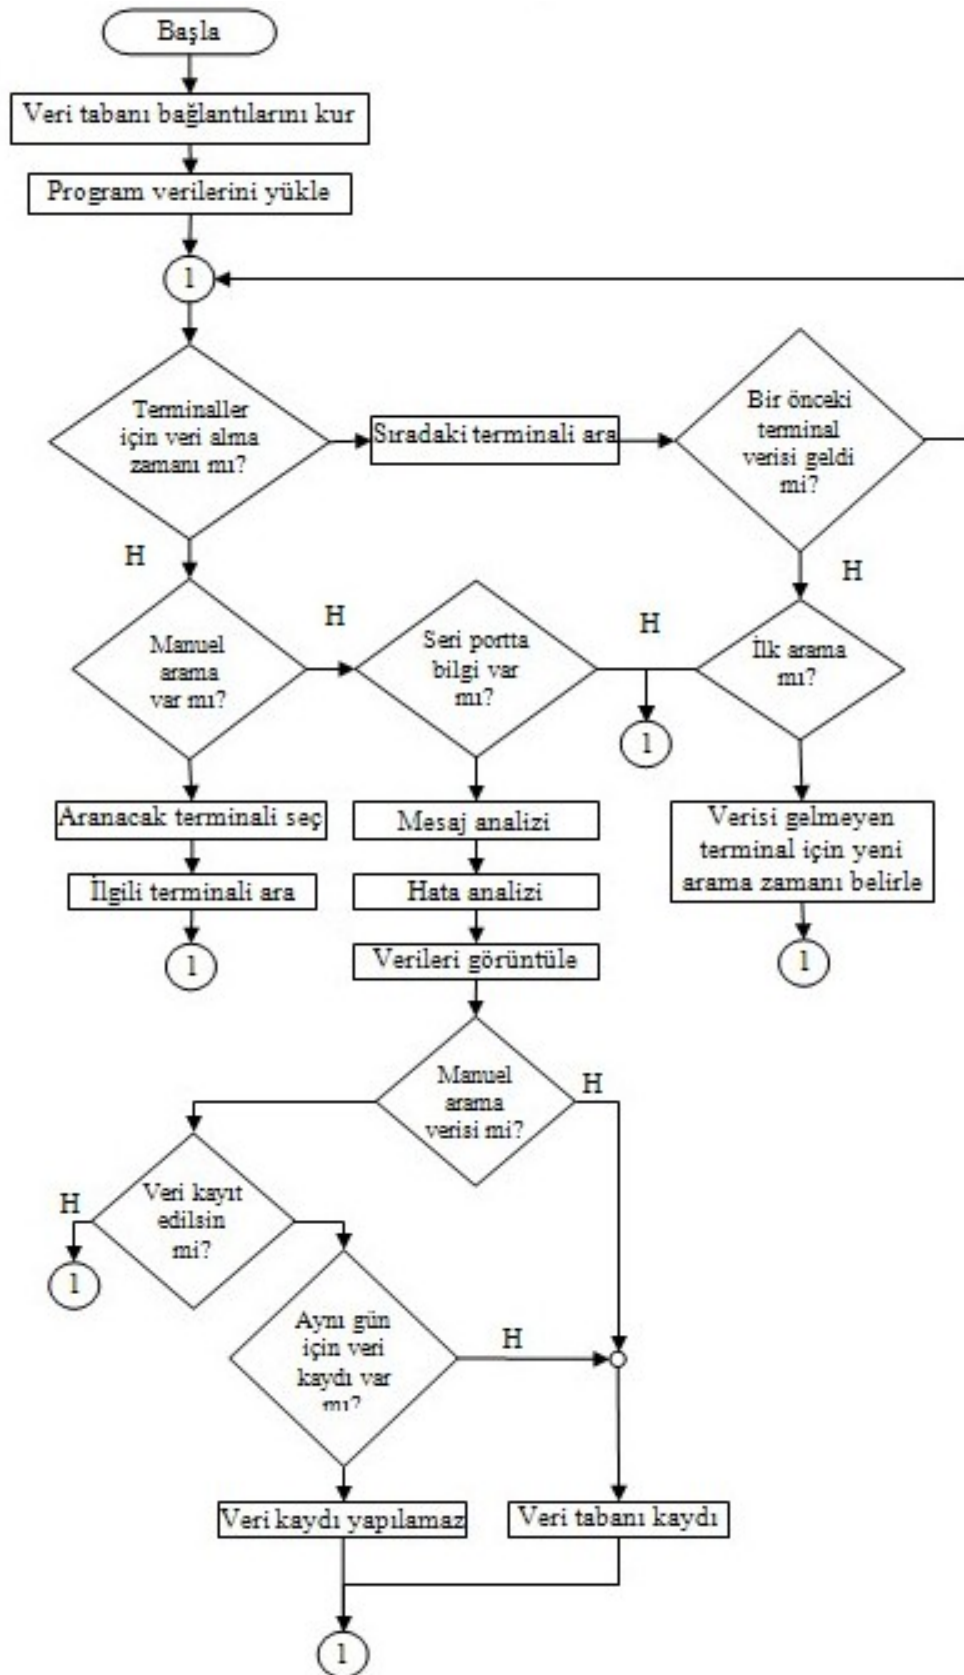 Başla
Veri tabanı bağlantılarını kur
Program verilerini yükle
1
Terminaller
için veri alma
zamanı mı?
Sıradaki terminali ara
Bir önceki
terminal
verisi geldi
mi?
H
H
Manuel
arama
var mı?
H
Seri portta
bilgi var
mı?
H
İlk arama
mı?
1
Aranacak terminali seç
Mesaj analizi
Verisi gelmeyen
terminal için yeni
arama zamanı belirle
İlgili terminali ara
Hata analizi
1
Verileri görüntüle
1
Manuel
arama
verisi mi?
H
H
Veri kayıt
edilsin
mi?
1
Aynı gün
için veri
kaydı var
mı?
H
Veri kaydı yapılamaz
Veri tabanı kaydı
1